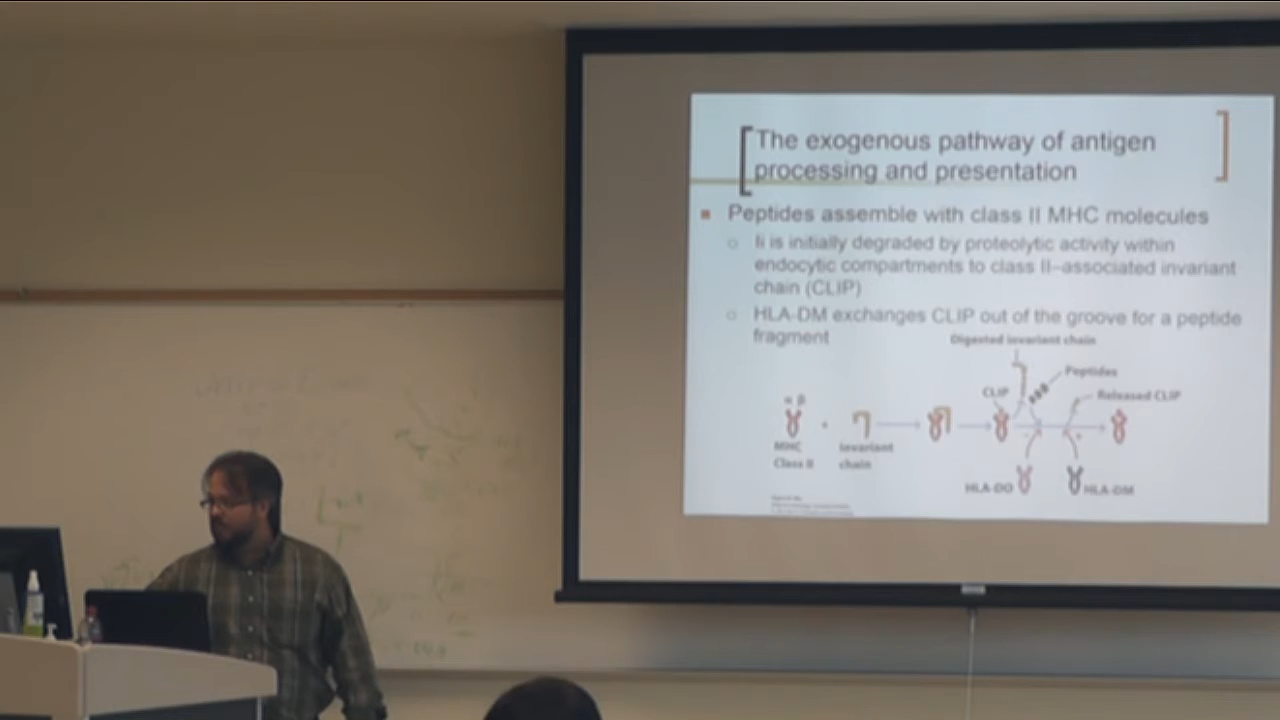 The exogenous pathway of antigen
processing and presentation
Peptides assemble with class II MHC molecules
Ii is initially degraded by proteolytic activity within
endocytic compartments to class II–associated invariant
chain (CLIP)
HLA-DM exchanges CLIP out of the groove for a peptide
fragment
Digested invariant chain
Peptides
CLIP
Released CLIP
α β
MHC
Class II
+
Invariant
chain
HLA-DO
HLA-DM